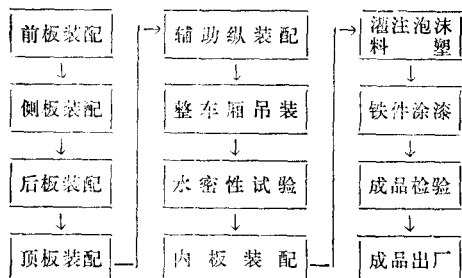 前板装配
侧板装配
后板装配
顶板装配
辅助纵装配
整车厢吊装
水密性试验
内板装配
灌注泡沫
料塑
铁件涂漆
成品检验
成品出厂